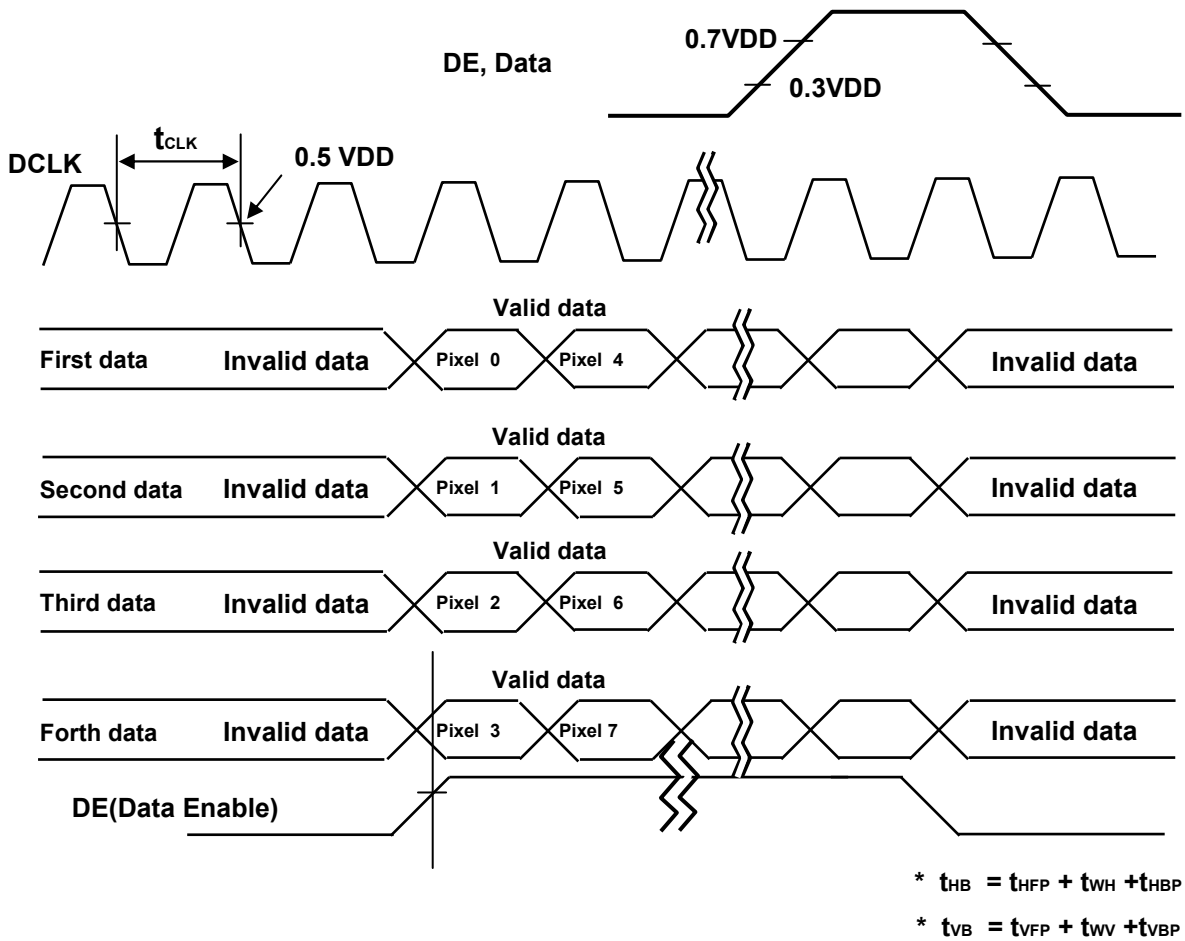 0.7VDD
DE, Data
0.3VDD
tCLK
DCLK
0.5 VDD
Valid data
First data Invalid data Pixel 0 Pixel 4 Invalid data
Valid data
Second data Invalid data Pixel 1 Pixel 5 Invalid data
Valid data
Third data Invalid data Pixel 2 Pixel 6 Invalid data
Valid data
Forth data Invalid data Pixel 3 Pixel 7 Invalid data
DE(Data Enable)
* tHB = tHFP + tWH +tHBP
* tVB = tVFP + tWV +tVBP